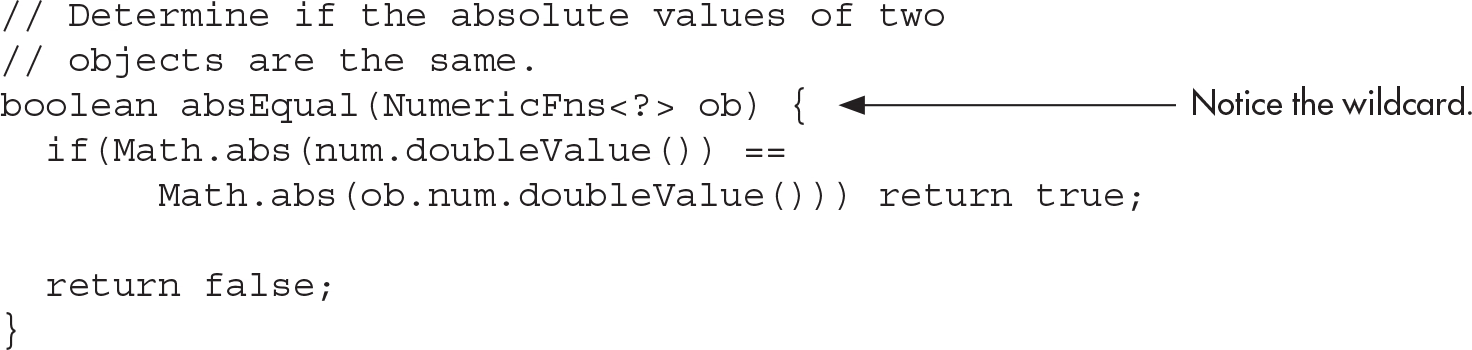 // Determine if the absolute values of two
// objects are the same.
boolean absEqual(NumericFns<?> ob) {
Notice the wildcard.
  if(Math.abs(num.doubleValue()) ==
       Math.abs(ob.num.doubleValue())) return true;
  return false;
}